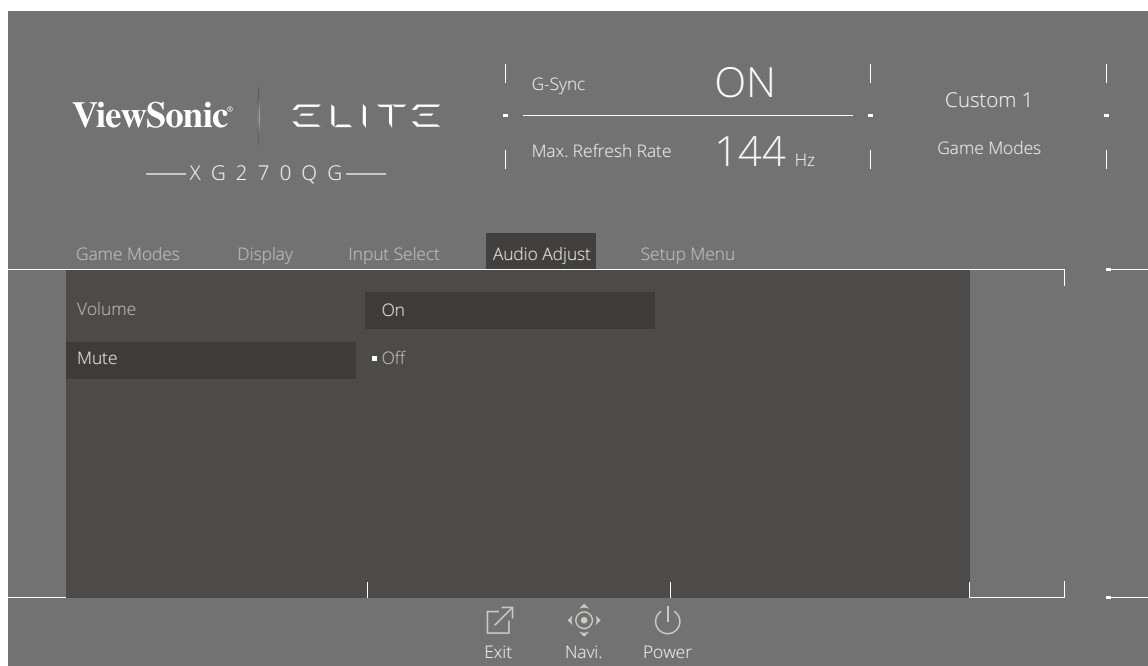 ViewSonic® ELITE
XG270QG
G-Sync ON
Max. Refresh Rate 144 Hz
Custom 1
Game Modes
Game Modes Display Input Select Audio Adjust Setup Menu
Volume On
Mute Off
Exit Navi. Power